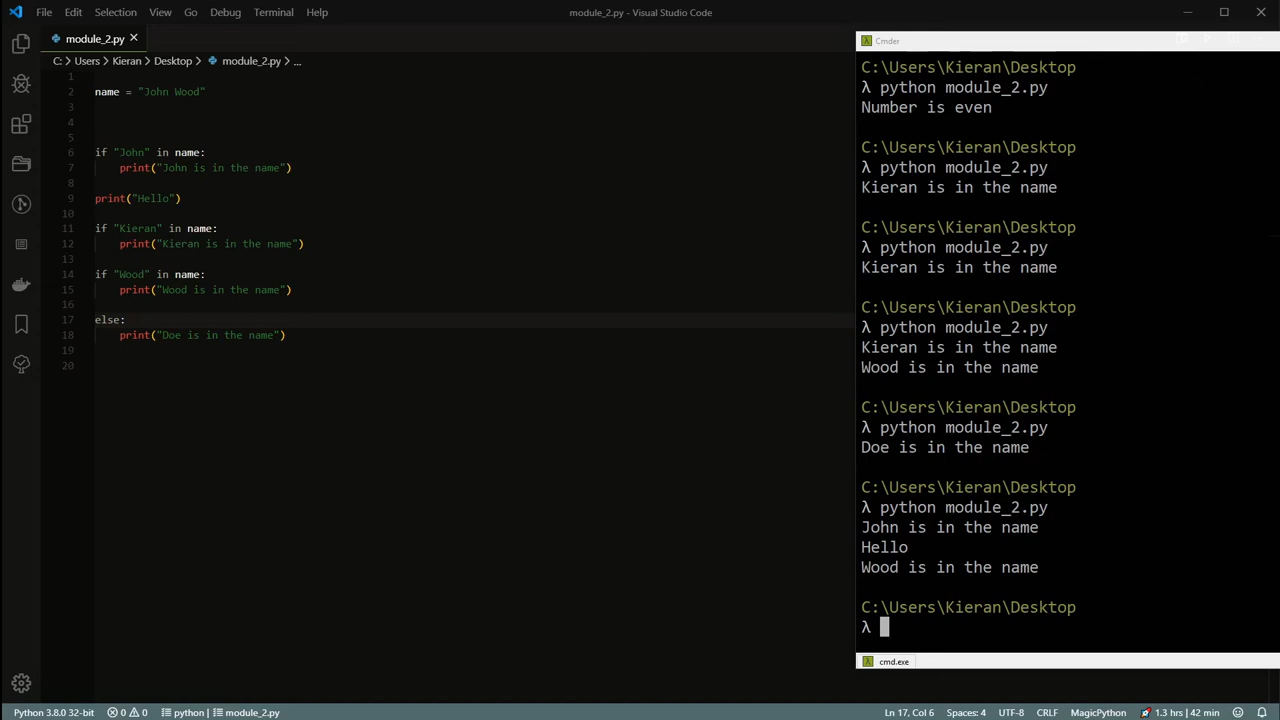 File Edit Selection View Go Debug Terminal Help
module_2.py - Visual Studio Code
module_2.py
C: > Users > Kieran > Desktop > module_2.py > ...
1
2 name = "John Wood"
3
4
5
6 if "John" in name:
7 print("John is in the name")
8
9 print("Hello")
10
11 if "Kieran" in name:
12 print("Kieran is in the name")
13
14 if "Wood" in name:
15 print("Wood is in the name")
16
17 else:
18 print("Doe is in the name")
19
20
Cmder
C:\Users\Kieran\Desktop
λ python module_2.py
Number is even
C:\Users\Kieran\Desktop
λ python module_2.py
Kieran is in the name
C:\Users\Kieran\Desktop
λ python module_2.py
Kieran is in the name
C:\Users\Kieran\Desktop
λ python module_2.py
Kieran is in the name
Wood is in the name
C:\Users\Kieran\Desktop
λ python module_2.py
Doe is in the name
C:\Users\Kieran\Desktop
λ python module_2.py
John is in the name
Hello
Wood is in the name
C:\Users\Kieran\Desktop
λ
cmd.exe
Python 3.8.0 32-bit 0 0 python | module_2.py Ln 17, Col 6 Spaces: 4 UTF-8 CRLF MagicPython 1.3 hrs | 42 min